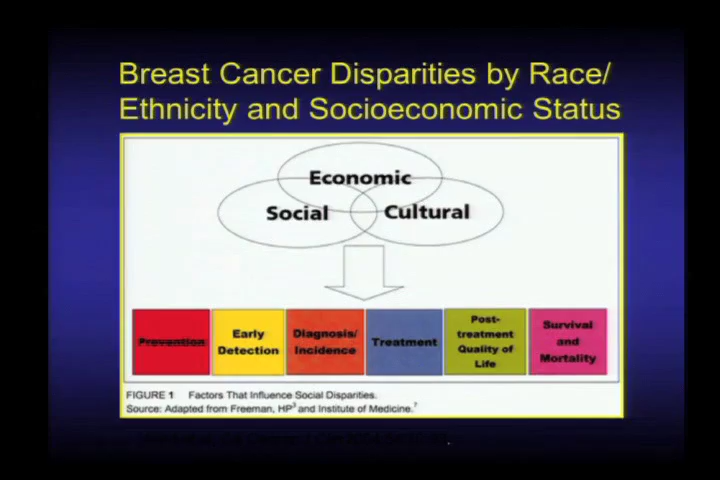 Breast Cancer Disparities by Race/
Ethnicity and Socioeconomic Status
Economic
Social
Cultural
Prevention
Early
Detection
Diagnosis/
Incidence
Treatment
Post-
treatment
Quality of
Life
Survival
and
Mortality
FIGURE 1 Factors That Influence Social Disparities.
Source: Adapted from Freeman, HP3 and Institute of Medicine.7